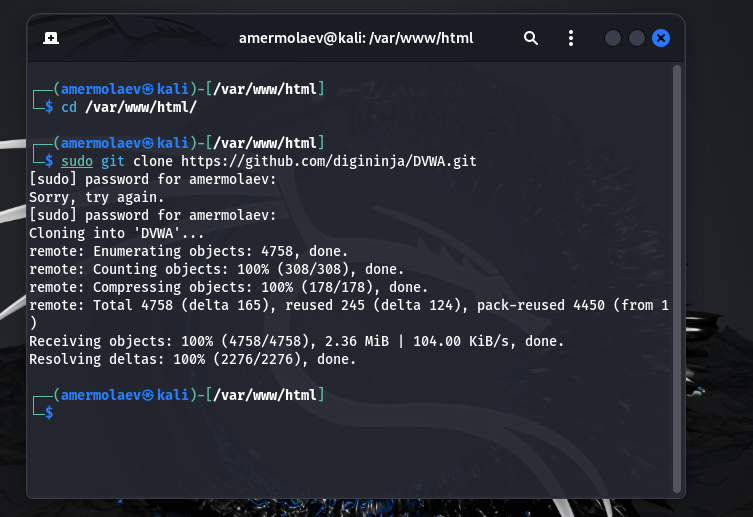 amermolaev@kali: /var/www/html
┌──(amermolaev㉿kali)-[/var/www/html]
└─$ cd /var/www/html/
┌──(amermolaev㉿kali)-[/var/www/html]
└─$ sudo git clone https://github.com/digininja/DVWA.git
[sudo] password for amermolaev:
Sorry, try again.
[sudo] password for amermolaev:
Cloning into 'DVWA'...
remote: Enumerating objects: 4758, done.
remote: Counting objects: 100% (308/308), done.
remote: Compressing objects: 100% (178/178), done.
remote: Total 4758 (delta 165), reused 245 (delta 124), pack-reused 4450 (from 1
)
Receiving objects: 100% (4758/4758), 2.36 MiB | 104.00 KiB/s, done.
Resolving deltas: 100% (2276/2276), done.
┌──(amermolaev㉿kali)-[/var/www/html]
└─$